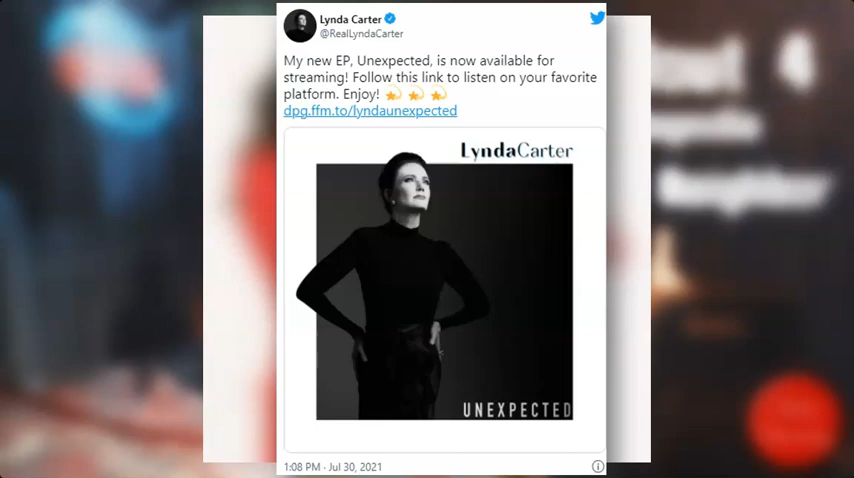 Lynda Carter
@RealLyndaCarter
My new EP, Unexpected, is now available for
streaming! Follow this link to listen on your favorite
platform. Enjoy! 💫 💫 💫
dpg.ffm.to/lyndaunexpected
LyndaCarter
UNEXPECTED
1:08 PM · Jul 30, 2021